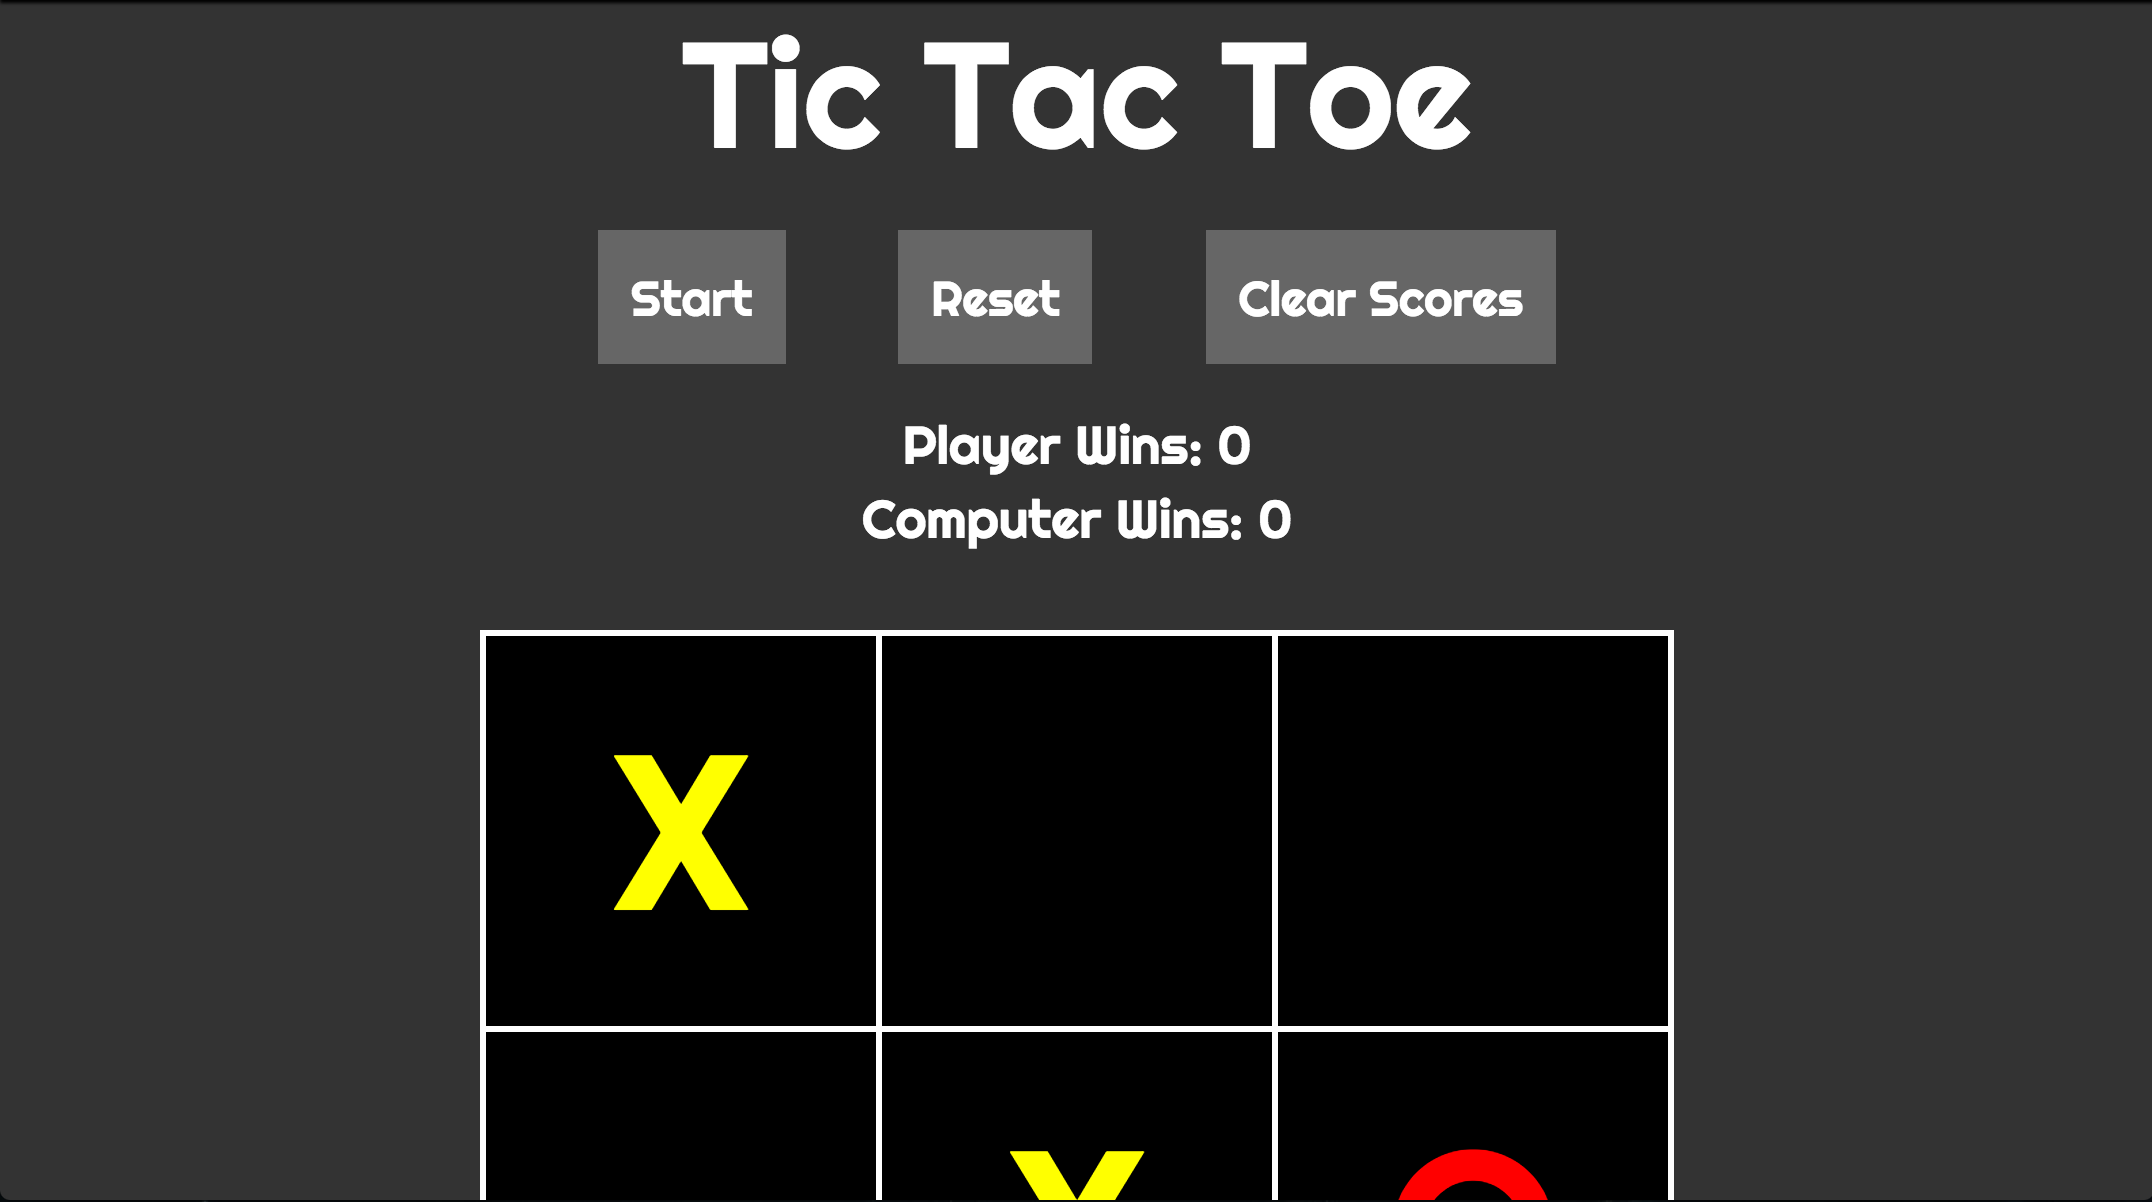 Tic Tac Toe
Start Reset Clear Scores
Player Wins: 0
Computer Wins: 0
X
X O